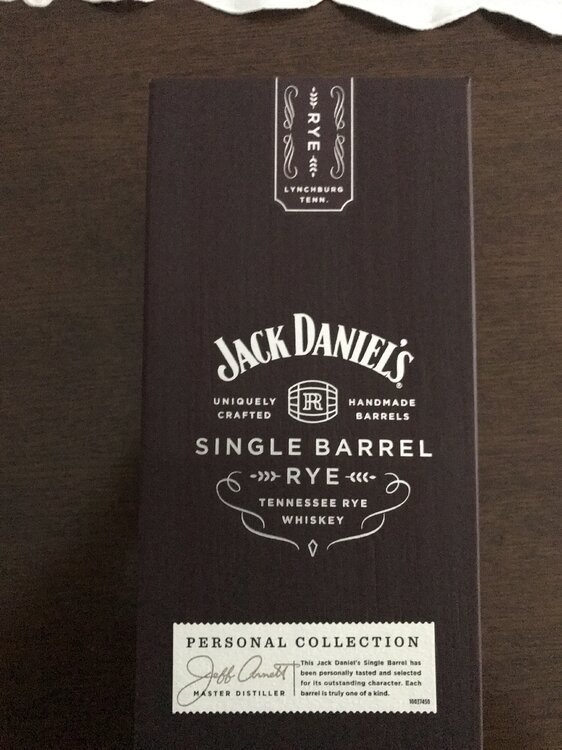 RYE
LYNCHBURG
TENN.
JACK DANIEL'S®
UNIQUELY
CRAFTED
R
HANDMADE
BARRELS
SINGLE BARREL
RYE
TENNESSEE RYE
WHISKEY
PERSONAL COLLECTION
Jeff Arnett
MASTER DISTILLER
This Jack Daniel's Single Barrel has
been personally tasted and selected
for its outstanding character. Each
barrel is truly one of a kind.